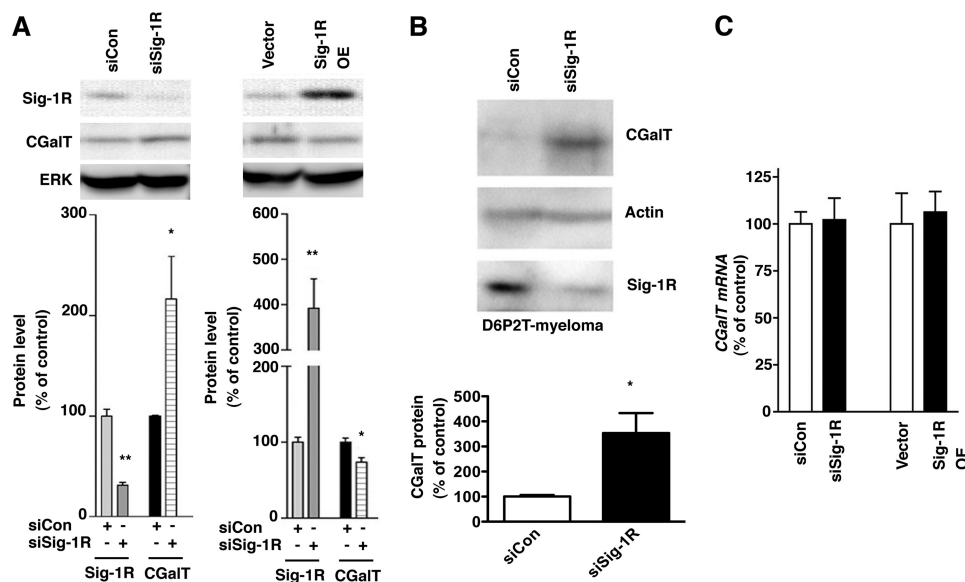 A
siCon
siSig-1R
Vector
Sig-1R
OE
Sig-1R
CGalT
ERK
300
200
100
0
Protein level
(% of control)
*
**
siCon + - + -
siSig-1R - + - +
Sig-1R CGalT
600
500
400
300
200
100
0
Protein level
(% of control)
**
*
+ - + -
- + - +
Sig-1R CGalT
B
siCon
siSig-1R
CGalT
Actin
Sig-1R
D6P2T-myeloma
CGalT protein
(% of control)
500
400
300
200
100
0
*
siCon
siSig-1R
C
CGalT mRNA
(% of control)
125
100
75
50
25
0
siCon
siSig-1R
Vector
Sig-1R
OE